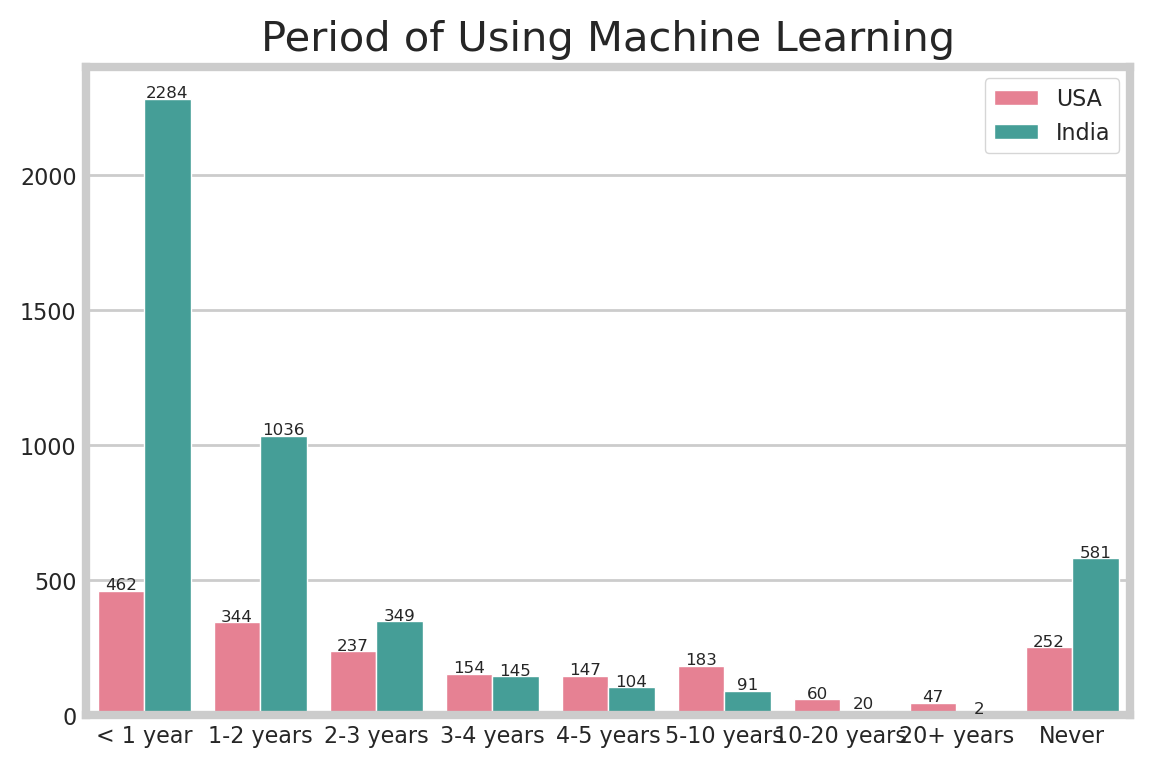 Period of Using Machine Learning
USA
India
2000
1500
1000
500
0
2284
1036
581
462
344
237
349
154
145
147
104
183
91
60
20
47
2
252
< 1 year
1-2 years
2-3 years
3-4 years
4-5 years
5-10 years
10-20 years
20+ years
Never